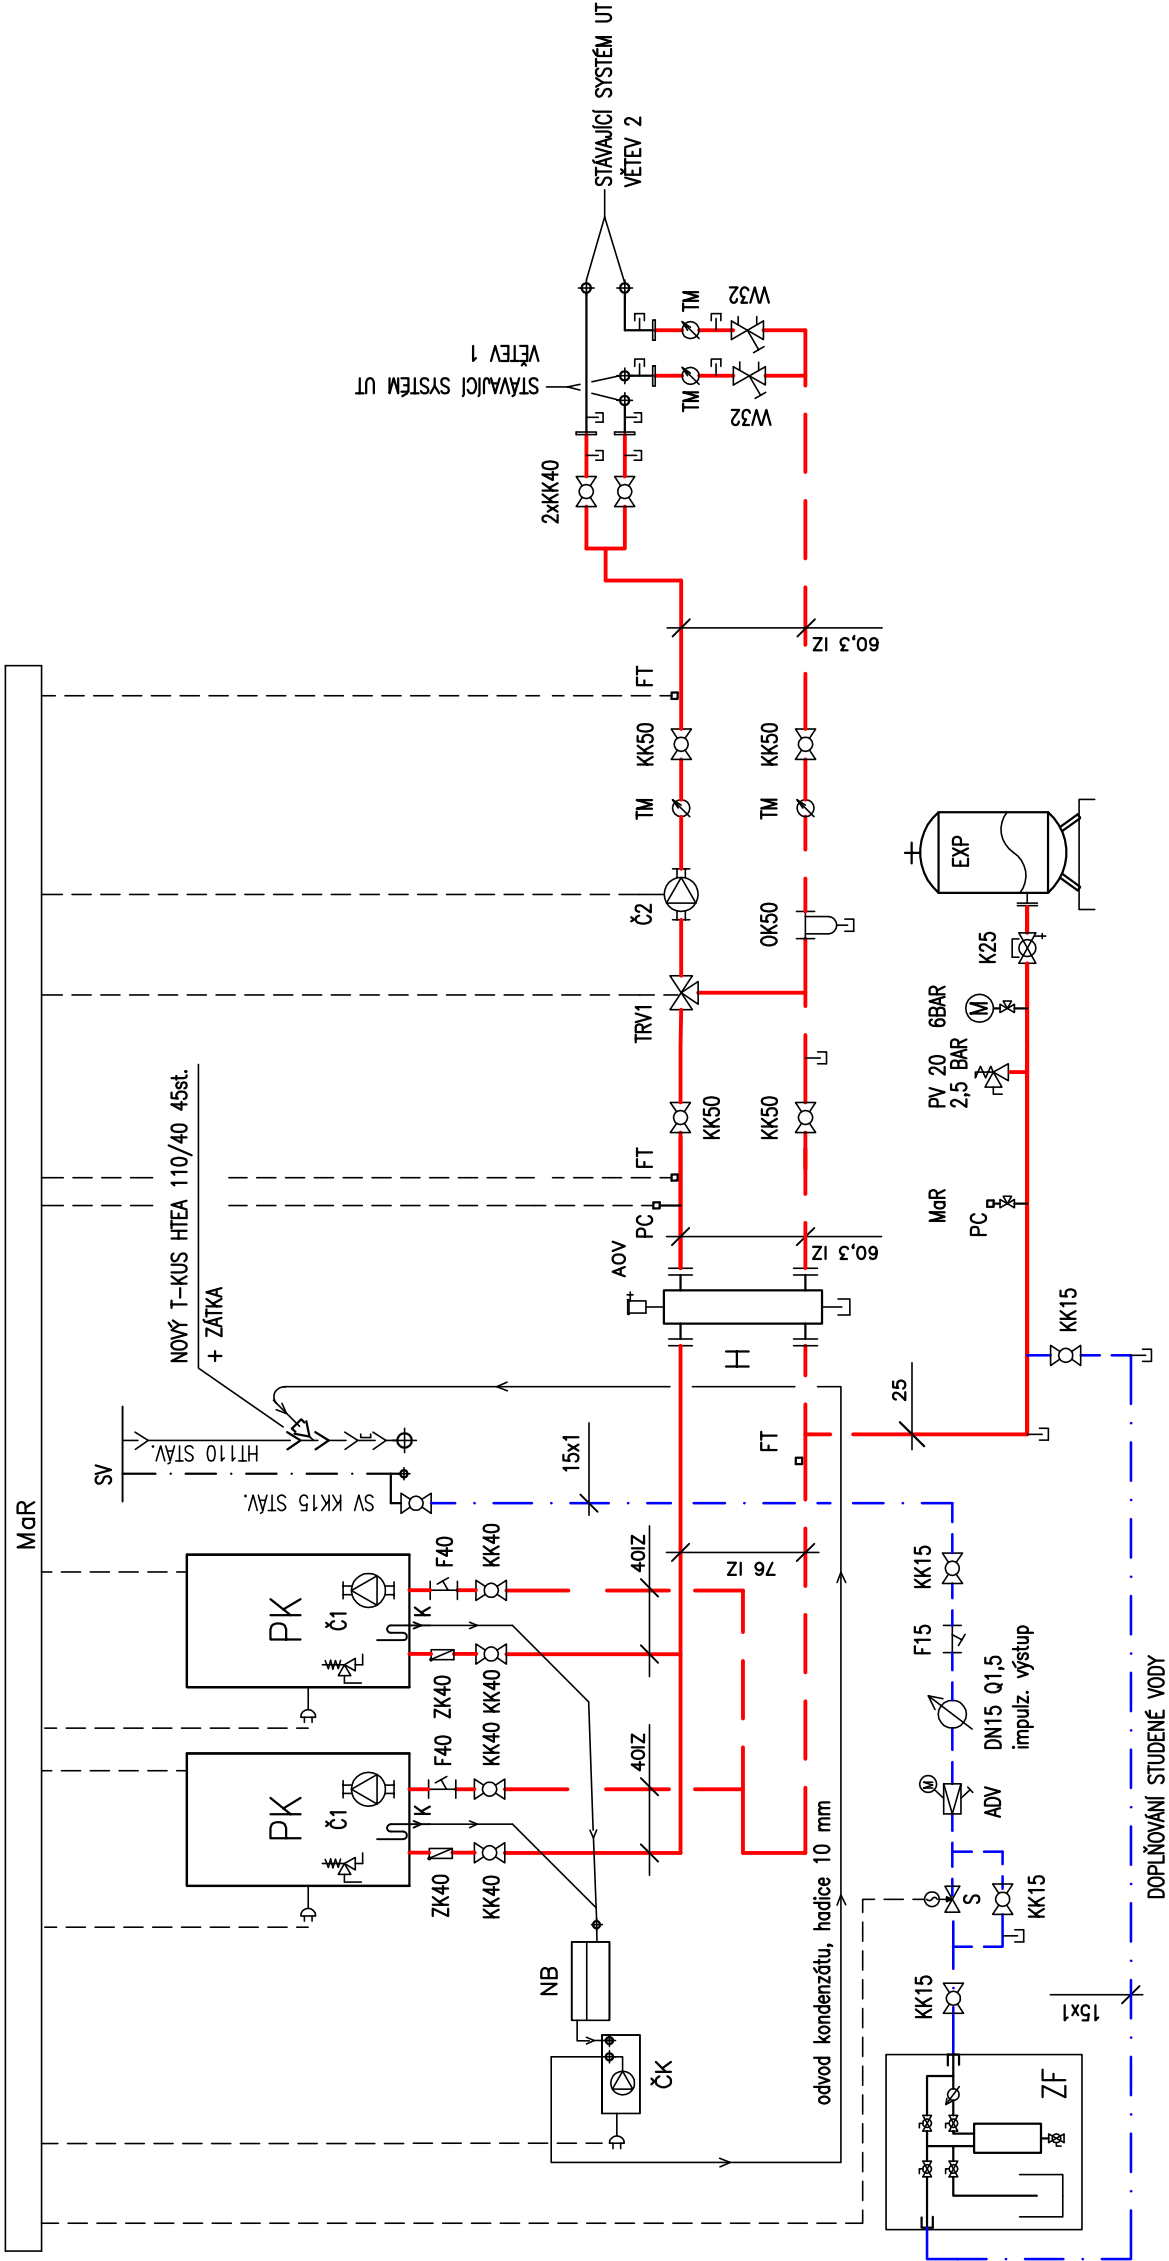 MaR
SV
HT110 STÁV.
SV KK15 STÁV.
NOVÝ T-KUS HTEA 110/40 45st.
+ ZÁTKA
15x1
PK
Č1
K
F40
KK40
ZK40
KK40
40IZ
PK
Č1
K
F40
KK40
ZK40
KK40
40IZ
NB
ČK
odvod kondenzátu, hadice 10 mm
76 IZ
FT
H
AOV
PC
FT
60,3 IZ
KK50
KK50
TRV1
Č2
OK50
TM
TM
KK50
KK50
FT
60,3 IZ
2xKK40
STÁVAJÍCÍ SYSTÉM UT
VĚTEV 1
STÁVAJÍCÍ SYSTÉM UT
VĚTEV 2
TM
VV32
TM
VV32
EXP
K25
6BAR
M
PV 20
2,5 BAR
MaR
PC
KK15
25
KK15
F15
DN15 Q1,5
impulz. výstup
M
ADV
S
KK15
KK15
15x1
DOPLŇOVÁNÍ STUDENÉ VODY
ZF